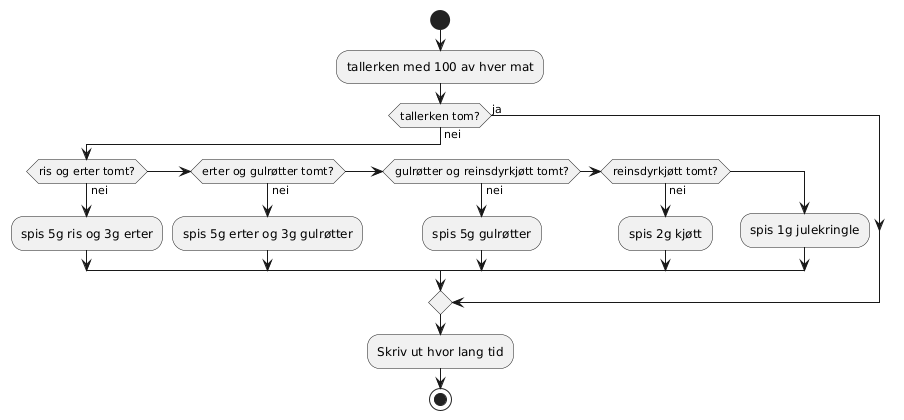 tallerken med 100 av hver mat
tallerken tom?
ja
nei
ris og erter tomt?
erter og gulrøtter tomt?
gulrøtter og reinsdyrkjøtt tomt?
reinsdyrkjøtt tomt?
nei
nei
nei
nei
spis 5g ris og 3g erter
spis 5g erter og 3g gulrøtter
spis 5g gulrøtter
spis 2g kjøtt
spis 1g julekringle
Skriv ut hvor lang tid